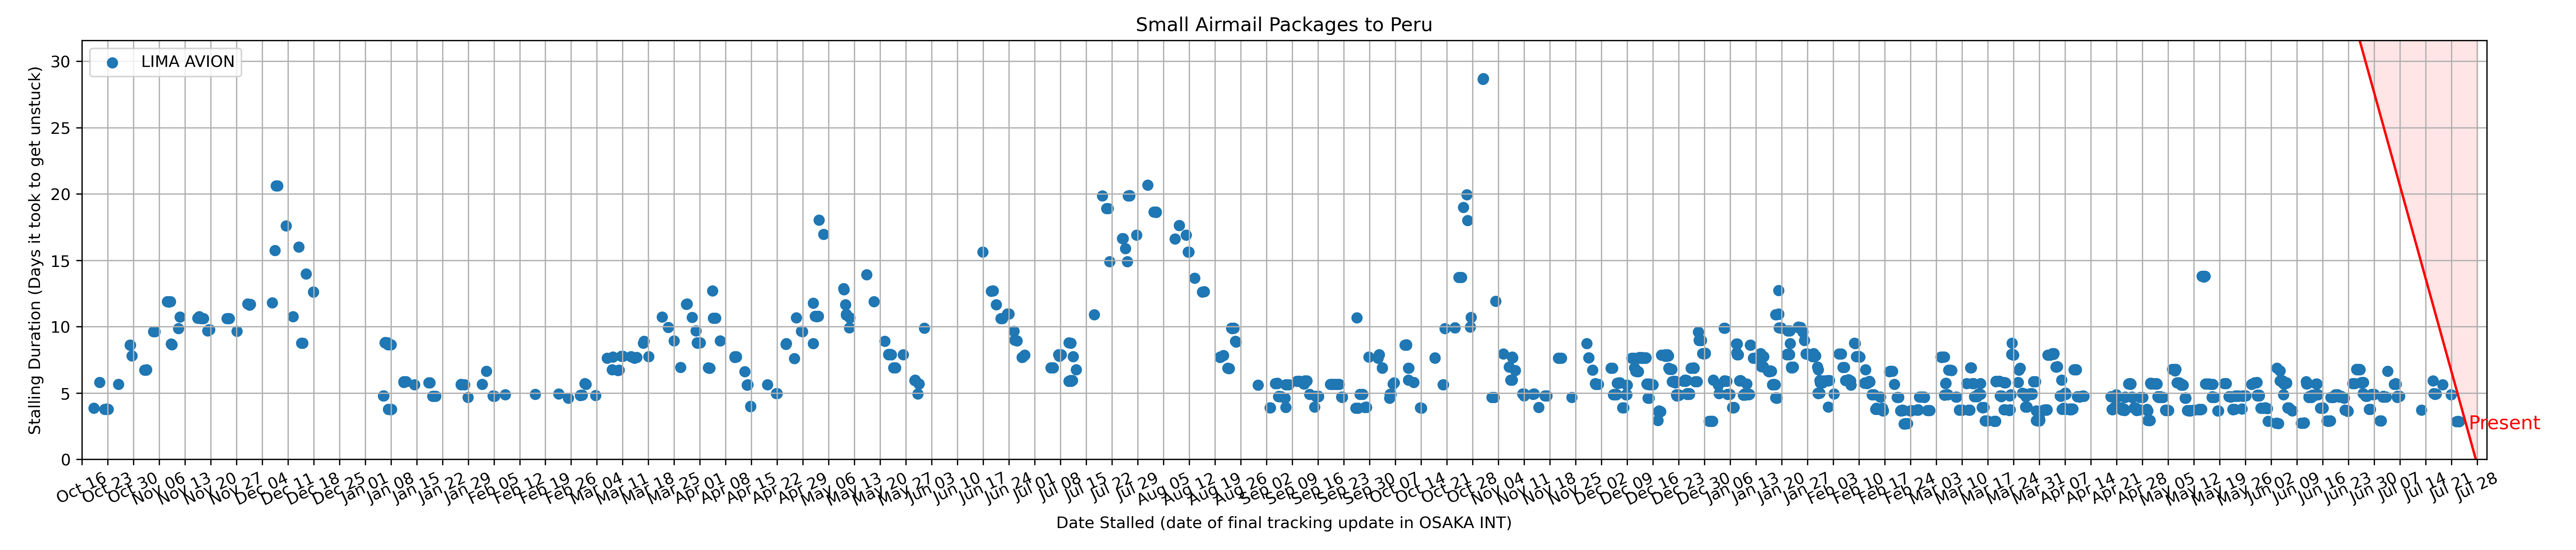 Small Airmail Packages to Peru
LIMA AVION
Stalling Duration (Days it took to get unstuck)
30
25
20
15
10
5
0
Present
Oct 16
Oct 23
Oct 30
Nov 06
Nov 13
Nov 20
Nov 27
Dec 04
Dec 11
Dec 18
Dec 25
Jan 01
Jan 08
Jan 15
Jan 22
Jan 29
Feb 05
Feb 12
Feb 19
Feb 26
Mar 04
Mar 11
Mar 18
Mar 25
Apr 01
Apr 08
Apr 15
Apr 22
Apr 29
May 06
May 13
May 20
May 27
Jun 03
Jun 10
Jun 17
Jun 24
Jul 01
Jul 08
Jul 15
Jul 22
Jul 29
Aug 05
Aug 12
Aug 19
Aug 26
Sep 02
Sep 09
Sep 16
Sep 23
Sep 30
Oct 07
Oct 14
Oct 21
Oct 28
Nov 04
Nov 11
Nov 18
Nov 25
Dec 02
Dec 09
Dec 16
Dec 23
Dec 30
Jan 06
Jan 13
Jan 20
Jan 27
Feb 03
Feb 10
Feb 17
Feb 24
Mar 03
Mar 10
Mar 17
Mar 24
Mar 31
Apr 07
Apr 14
Apr 21
Apr 28
May 05
May 12
May 19
May 26
Jun 02
Jun 09
Jun 16
Jun 23
Jun 30
Jul 07
Jul 14
Jul 21
Jul 28
Date Stalled (date of final tracking update in OSAKA INT)